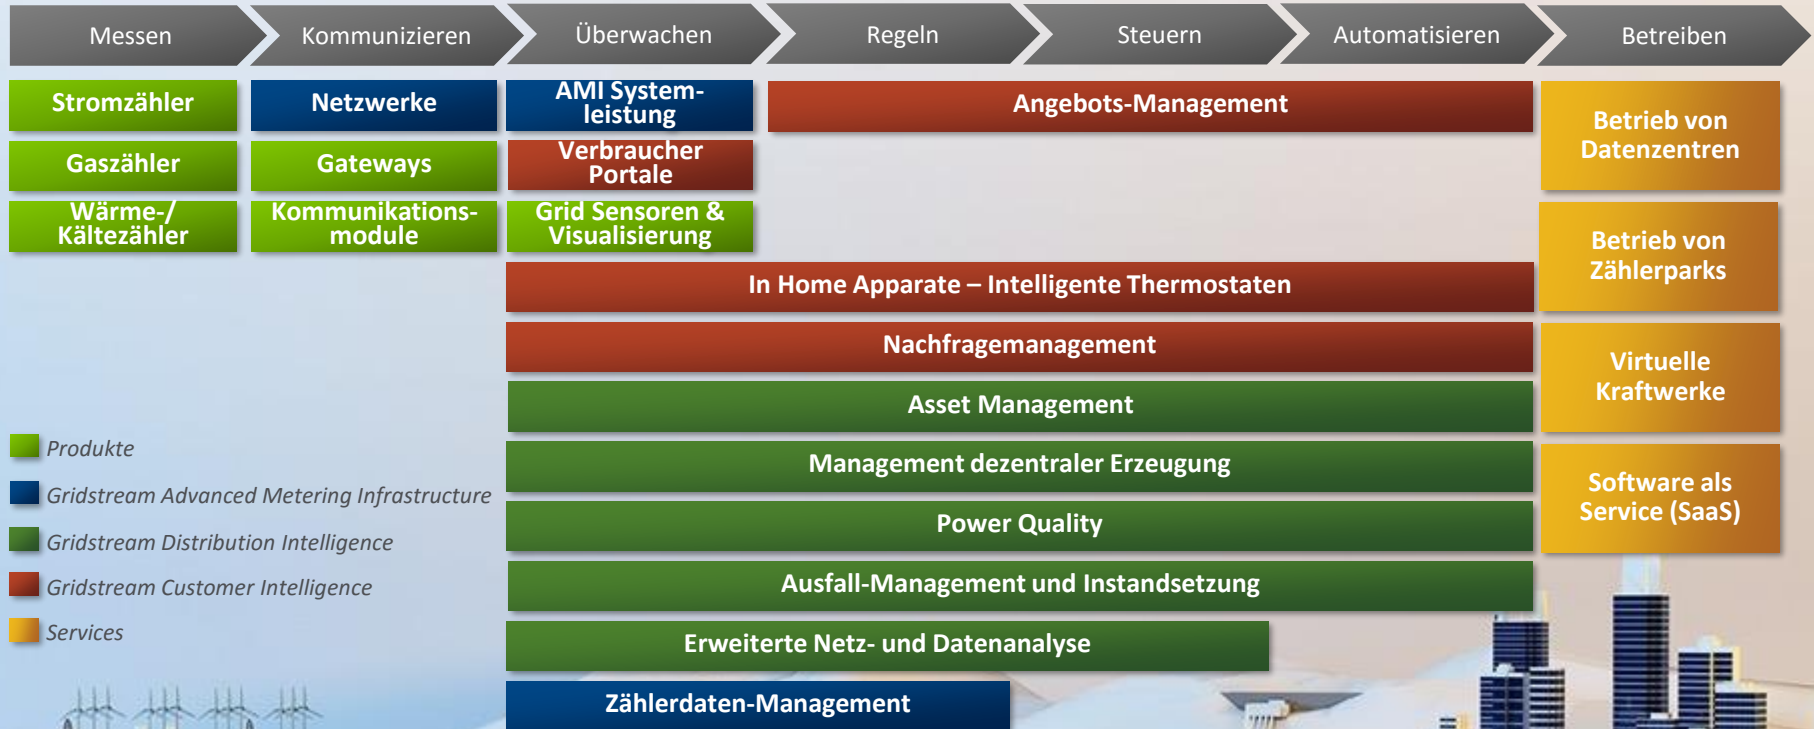 Messen
Kommunizieren
Überwachen
Regeln
Steuern
Automatisieren
Betreiben
Stromzähler
Netzwerke
AMI System-
leistung
Angebots-Management
Betrieb von
Datenzentren
Gaszähler
Gateways
Verbraucher
Portale
Wärme-/
Kältezähler
Kommunikations-
module
Grid Sensoren &
Visualisierung
Betrieb von
Zählerparks
In Home Apparate – Intelligente Thermostaten
Nachfragemanagement
Virtuelle
Kraftwerke
Asset Management
Management dezentraler Erzeugung
Software als
Service (SaaS)
Power Quality
Ausfall-Management und Instandsetzung
Erweiterte Netz- und Datenanalyse
Zählerdaten-Management
Produkte
Gridstream Advanced Metering Infrastructure
Gridstream Distribution Intelligence
Gridstream Customer Intelligence
Services